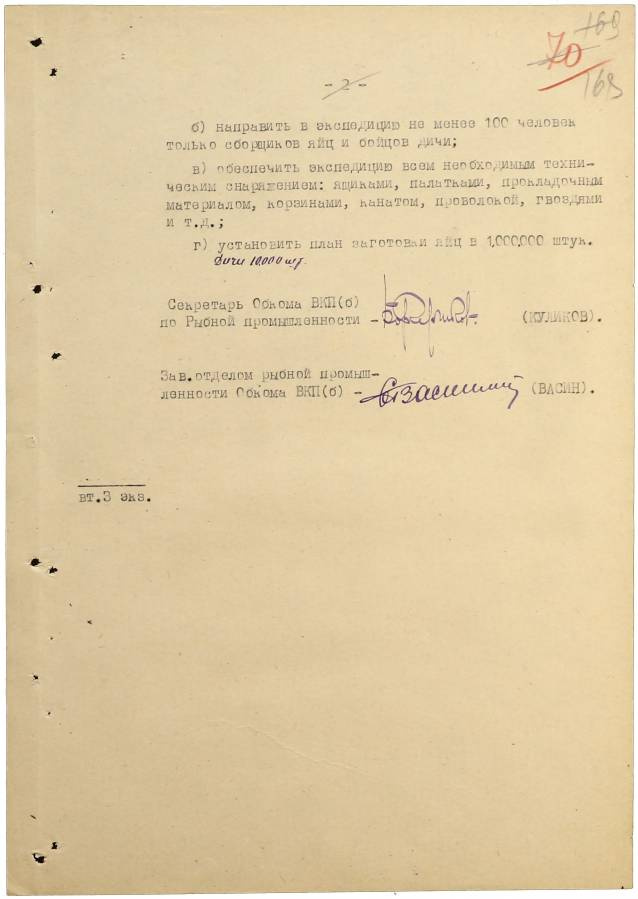 169
70
168
- 2 -
б) направить в экспедицию не менее 100 человек
только сборщиков яйц и бойцов дичи;
в) обеспечить экспедицию всем необходимым техни-
ческим снаряжением: ящиками, палатками, прокладочным
материалом, корзинами, канатом, проволокой, гвоздями
и т.д.;
г) установить план заготовки яйц в 1.000.000 штук.
Дичи 10.000 шт.
Секретарь Обкома ВКП(б)
по Рыбной промышленности - (КУЛИКОВ).
Зав.отделом рыбной промыш-
ленности Обкома ВКП(б) - Васин (ВАСИН).
вт.3 экз.